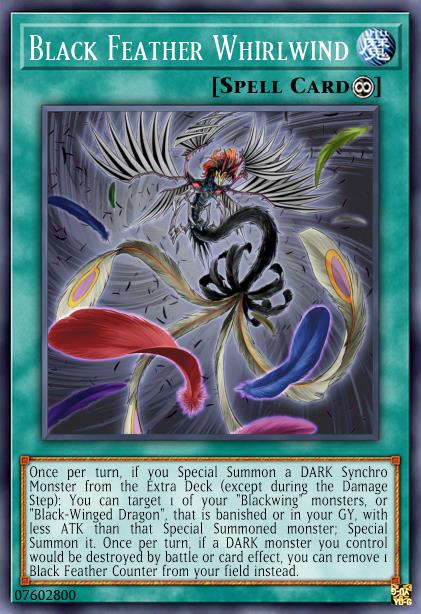 Black Feather Whirlwind
魔
[Spell Card]
Once per turn, if you Special Summon a DARK Synchro
Monster from the Extra Deck (except during the Damage
Step): You can target 1 of your "Blackwing" monsters, or
"Black-Winged Dragon", that is banished or in your GY, with
less ATK than that Special Summoned monster; Special
Summon it. Once per turn, if a DARK monster you control
would be destroyed by battle or card effect, you can remove 1
Black Feather Counter from your field instead.
07602800